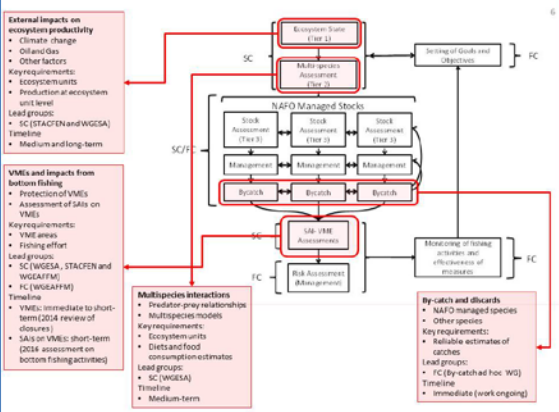 6
External impacts on
ecosystem productivity
• Climate change
• Oil and Gas
• Other factors
Key requirements:
• Ecosystem units
• Production at ecosystem
unit level
Lead groups:
• SC (STACFEN and WGESA)
Timeline
• Medium and long-term
VMEs and impacts from
bottom fishing
• Protection of VMEs
• Assessment of SAIs on
VMEs
Key requirements:
• VME areas
• Fishing effort
Lead groups:
• SC (WGESA, STACFEN and
WGEAFFM)
• FC (WGEAFFM)
Timeline
• VMEs: Immediate to short-
term (2014 review of
closures)
• SAIs on VMEs: short-term
(2016 assessment on
bottom fishing activities)
Multispecies interactions
• Predator-prey relationships
• Multispecies models
Key requirements:
• Ecosystem units
• Diets and food
consumption estimates
Lead groups:
• SC (WGESA)
Timeline
• Medium-term
SC
Ecosystem State
(Tier 1)
Multispecies
Assessment
(Tier 2)
Setting of Goals and
Objectives
FC
SC/FC
NAFO Managed Stocks
Stock
Assessment
(Tier 3)
Stock
Assessment
(Tier 3)
Stock
Assessment
(Tier 3)
Management
Management
Management
Bycatch
Bycatch
Bycatch
SC
SAI-VME
Assessments
FC
Risk Assessment
(Management)
Monitoring of fishing
activities and
effectiveness of
measures
FC
By-catch and discards
• NAFO managed species
• Other species
Key requirements:
• Reliable estimates of
catches
Lead groups:
• FC (By-catch ad hoc WG)
Timeline
• Immediate (work ongoing)